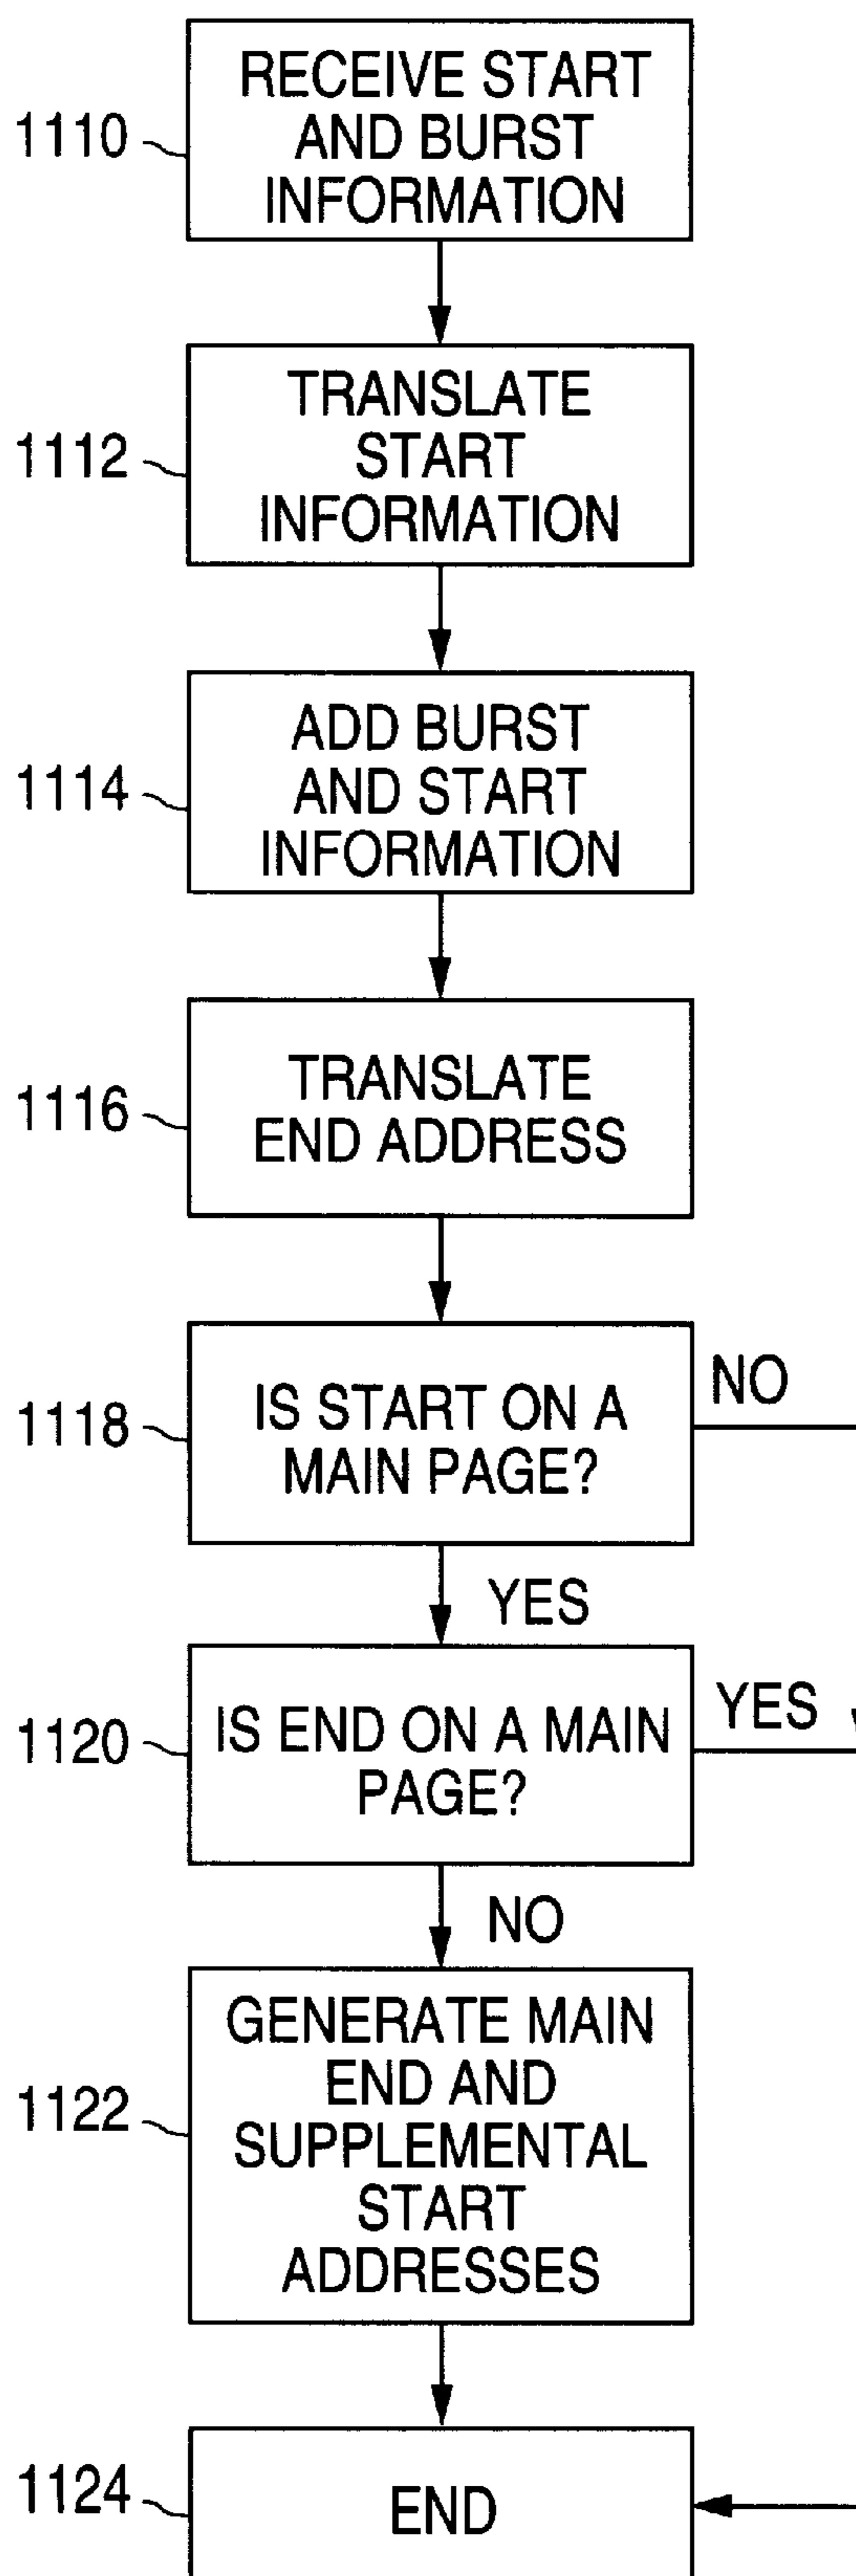 1110
RECEIVE START
AND BURST
INFORMATION
1112
TRANSLATE
START
INFORMATION
1114
ADD BURST
AND START
INFORMATION
1116
TRANSLATE
END ADDRESS
1118
IS START ON A
MAIN PAGE?
NO
YES
1120
IS END ON A MAIN
PAGE?
YES
NO
1122
GENERATE MAIN
END AND
SUPPLEMENTAL
START
ADDRESSES
1124
END